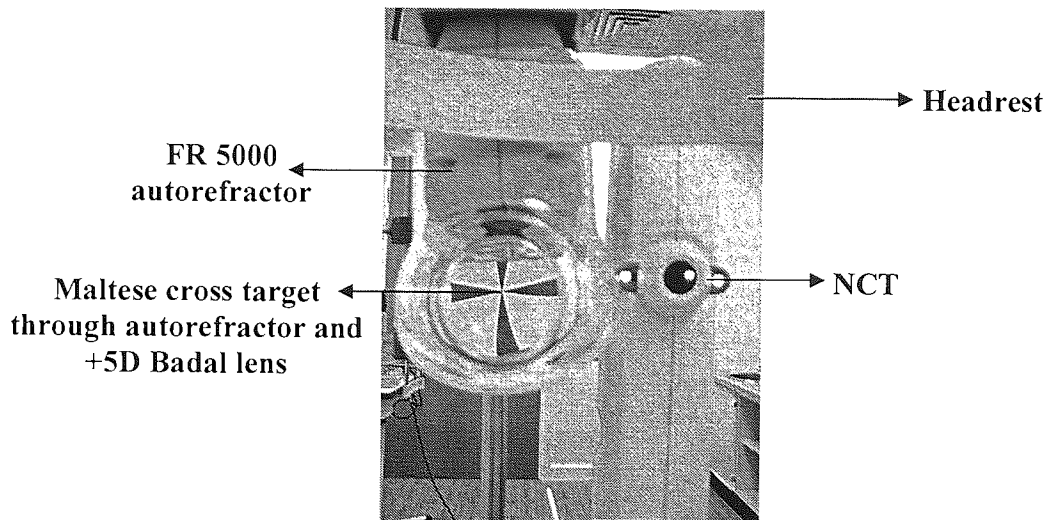 Headrest
FR 5000
autorefractor
Maltese cross target
through autorefractor and
+5D Badal lens
NCT